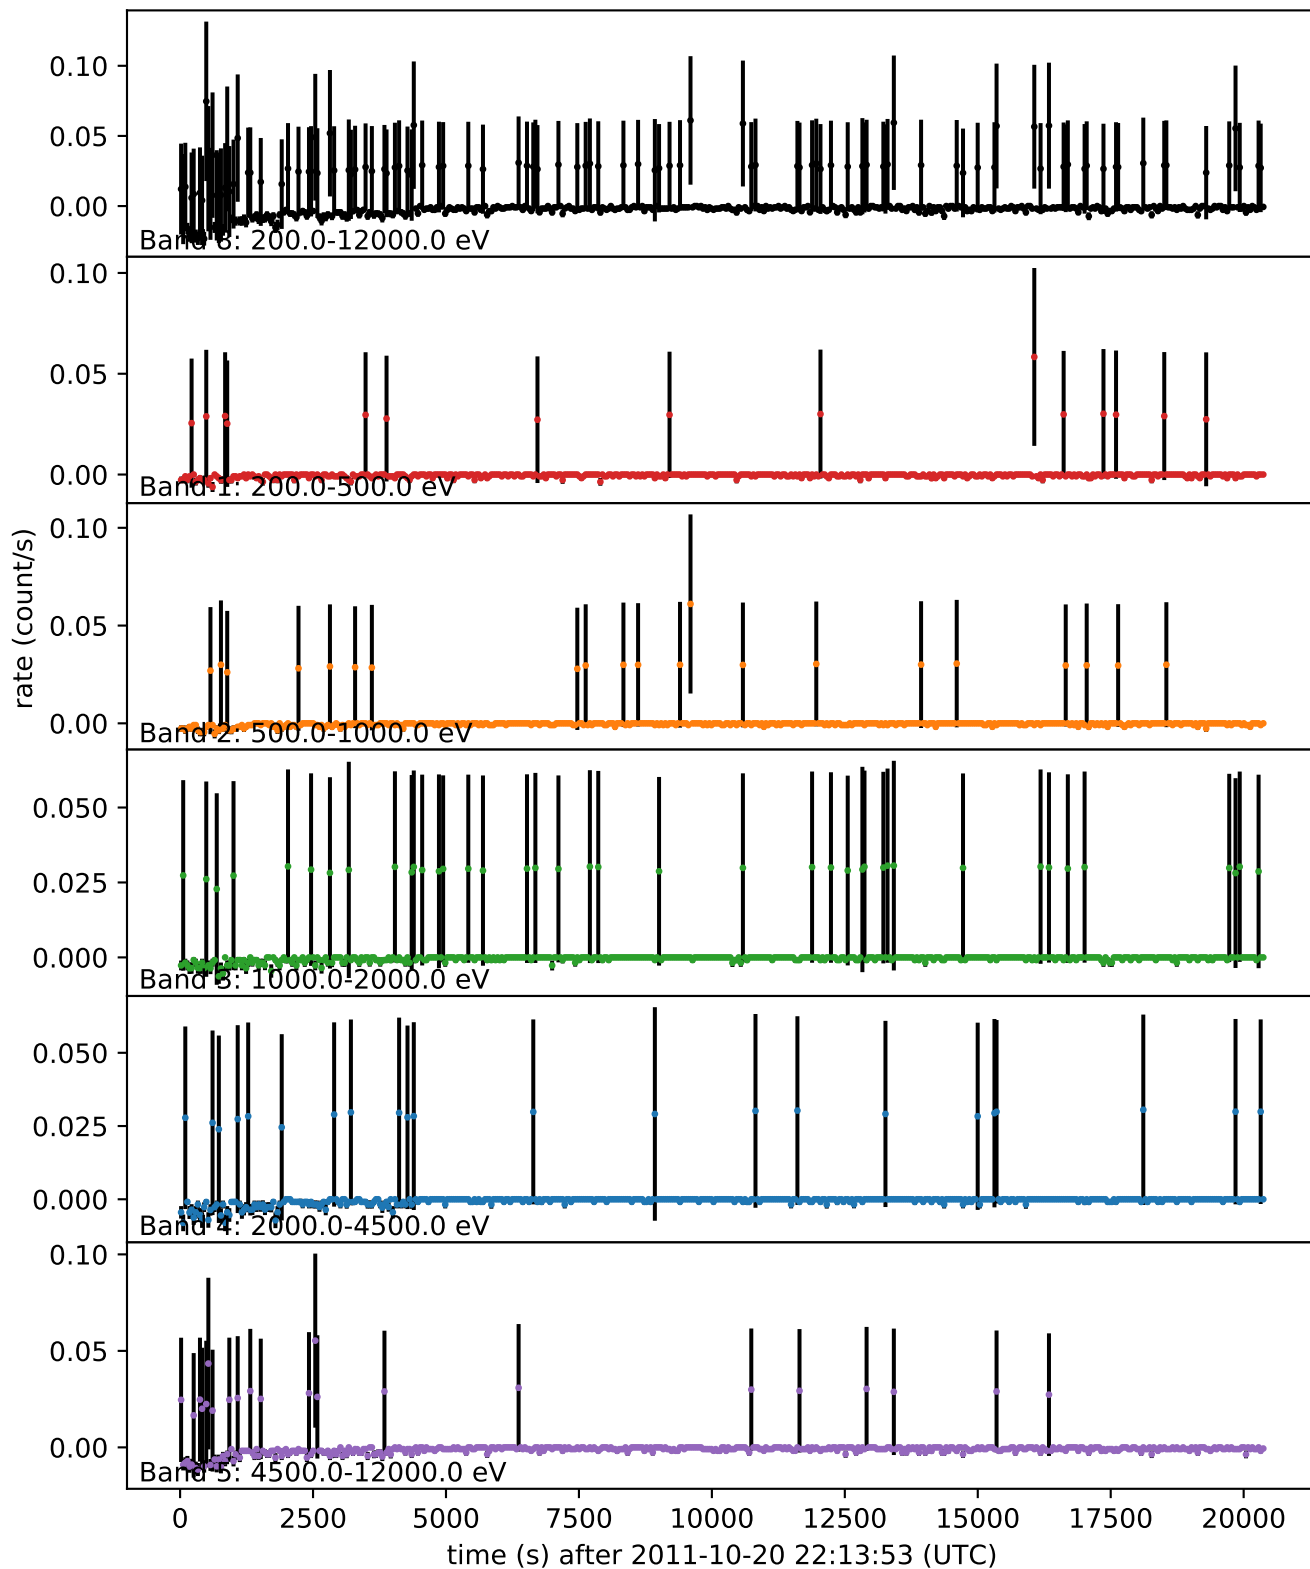 0.10
0.05
0.00
Band 8: 200.0-12000.0 eV
0.10
0.05
0.00
Band 1: 200.0-500.0 eV
0.10
0.05
0.00
Band 2: 500.0-1000.0 eV
rate (count/s)
0.050
0.025
0.000
Band 3: 1000.0-2000.0 eV
0.050
0.025
0.000
Band 4: 2000.0-4500.0 eV
0.10
0.05
0.00
Band 5: 4500.0-12000.0 eV
0 2500 5000 7500 10000 12500 15000 17500 20000
time (s) after 2011-10-20 22:13:53 (UTC)